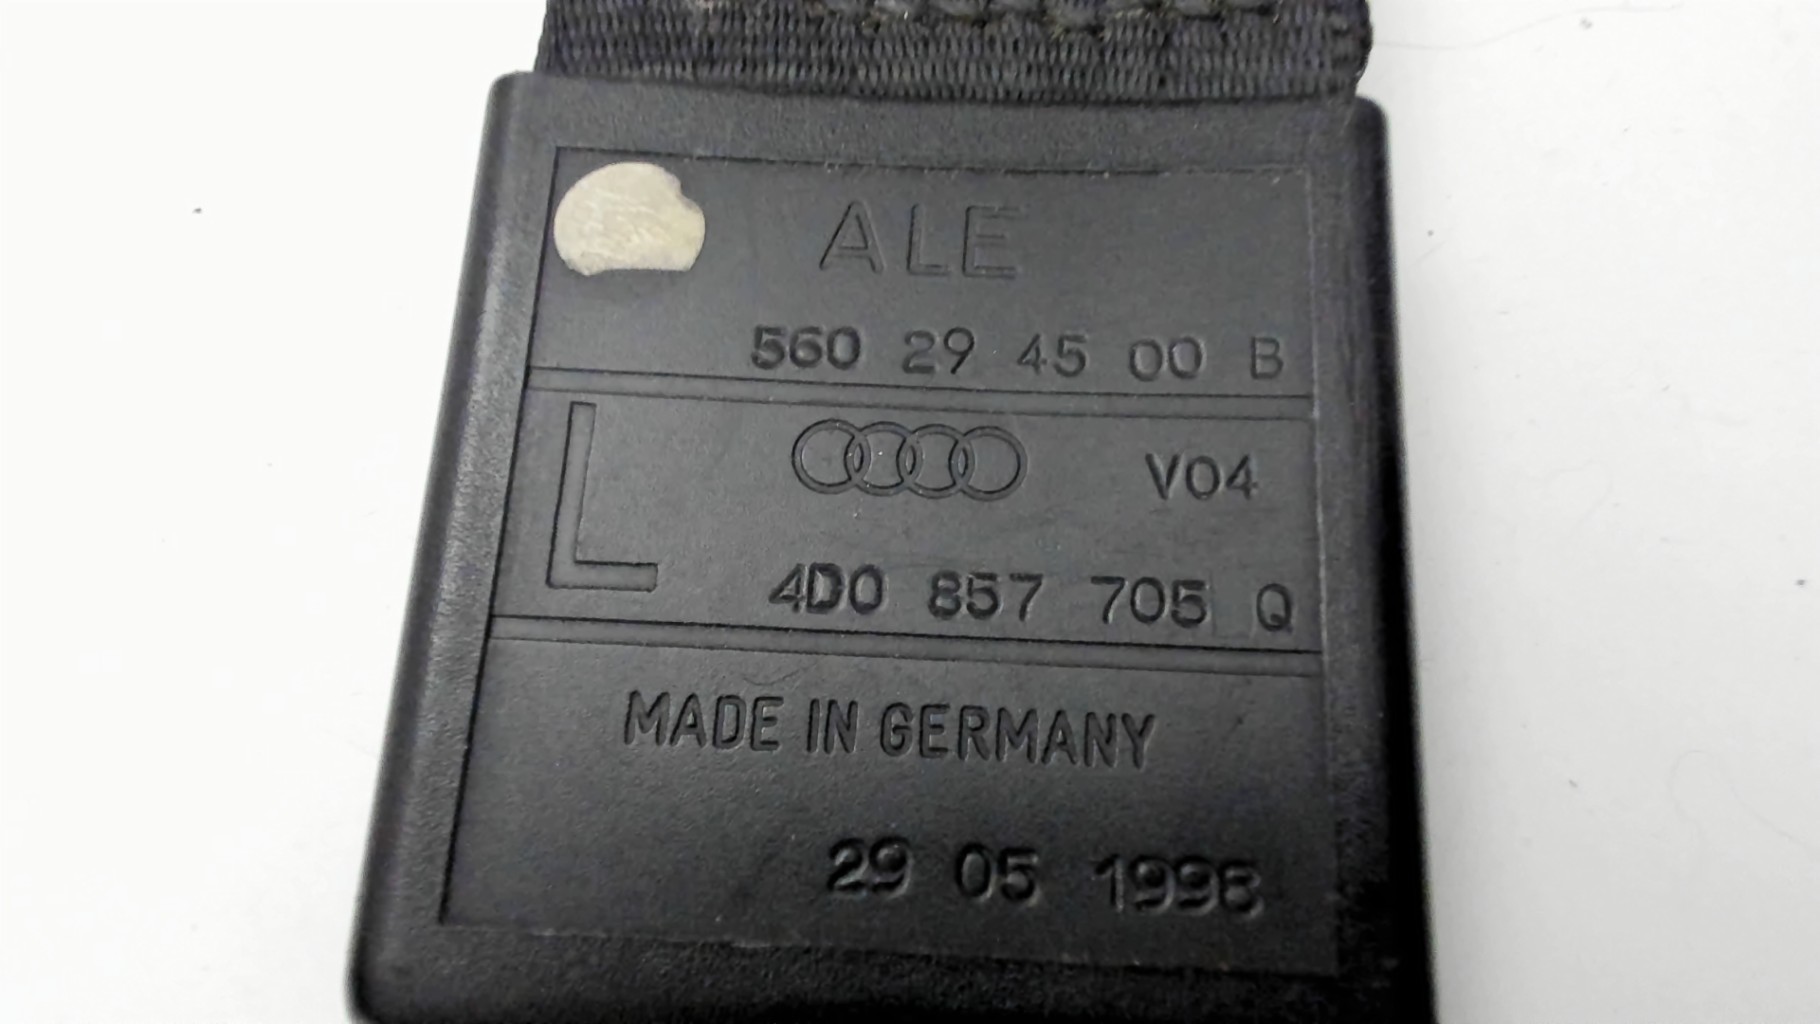 ALE
560 29 45 00 B
L
V04
4D0 857 705 Q
MADE IN GERMANY
29 05 1998